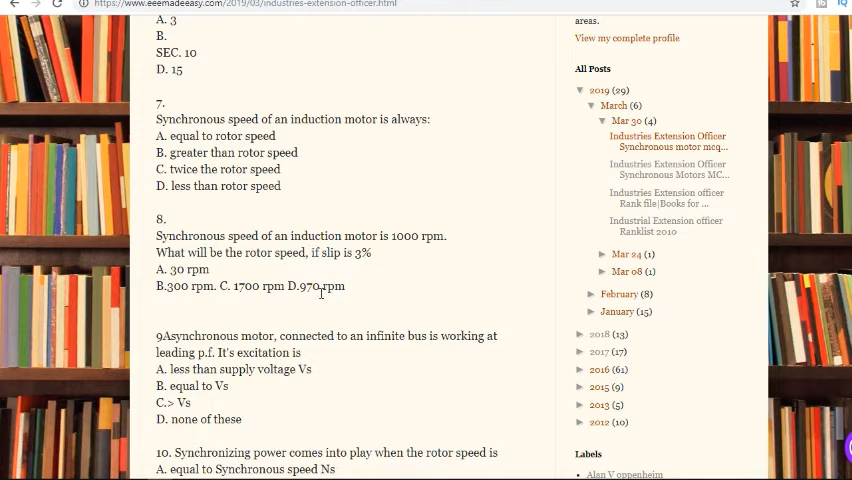 https://www.eeemadeeasy.com/2019/03/industries-extension-officer.html
A. 3
B.
SEC. 10
D. 15
7.
Synchronous speed of an induction motor is always:
A. equal to rotor speed
B. greater than rotor speed
C. twice the rotor speed
D. less than rotor speed
8.
Synchronous speed of an induction motor is 1000 rpm.
What will be the rotor speed, if slip is 3%
A. 30 rpm
B.300 rpm. C. 1700 rpm D.970 rpm
9Asynchronous motor, connected to an infinite bus is working at
leading p.f. It's excitation is
A. less than supply voltage Vs
B. equal to Vs
C.> Vs
D. none of these
10. Synchronizing power comes into play when the rotor speed is
A. equal to Synchronous speed Ns
areas.
View my complete profile
All Posts
▼ 2019 (29)
▼ March (6)
▼ Mar 30 (4)
Industries Extension Officer
Synchronous motor mcq...
Industries Extension Officer
Synchronous Motors MC...
Industries Extension officer
Rank file|Books for ...
Industrial Extension officer
Ranklist 2010
► Mar 24 (1)
► Mar 08 (1)
► February (8)
► January (15)
► 2018 (13)
► 2017 (17)
► 2016 (6)
► 2015 (9)
► 2013 (5)
► 2012 (10)
Labels
Alan V oppenheim